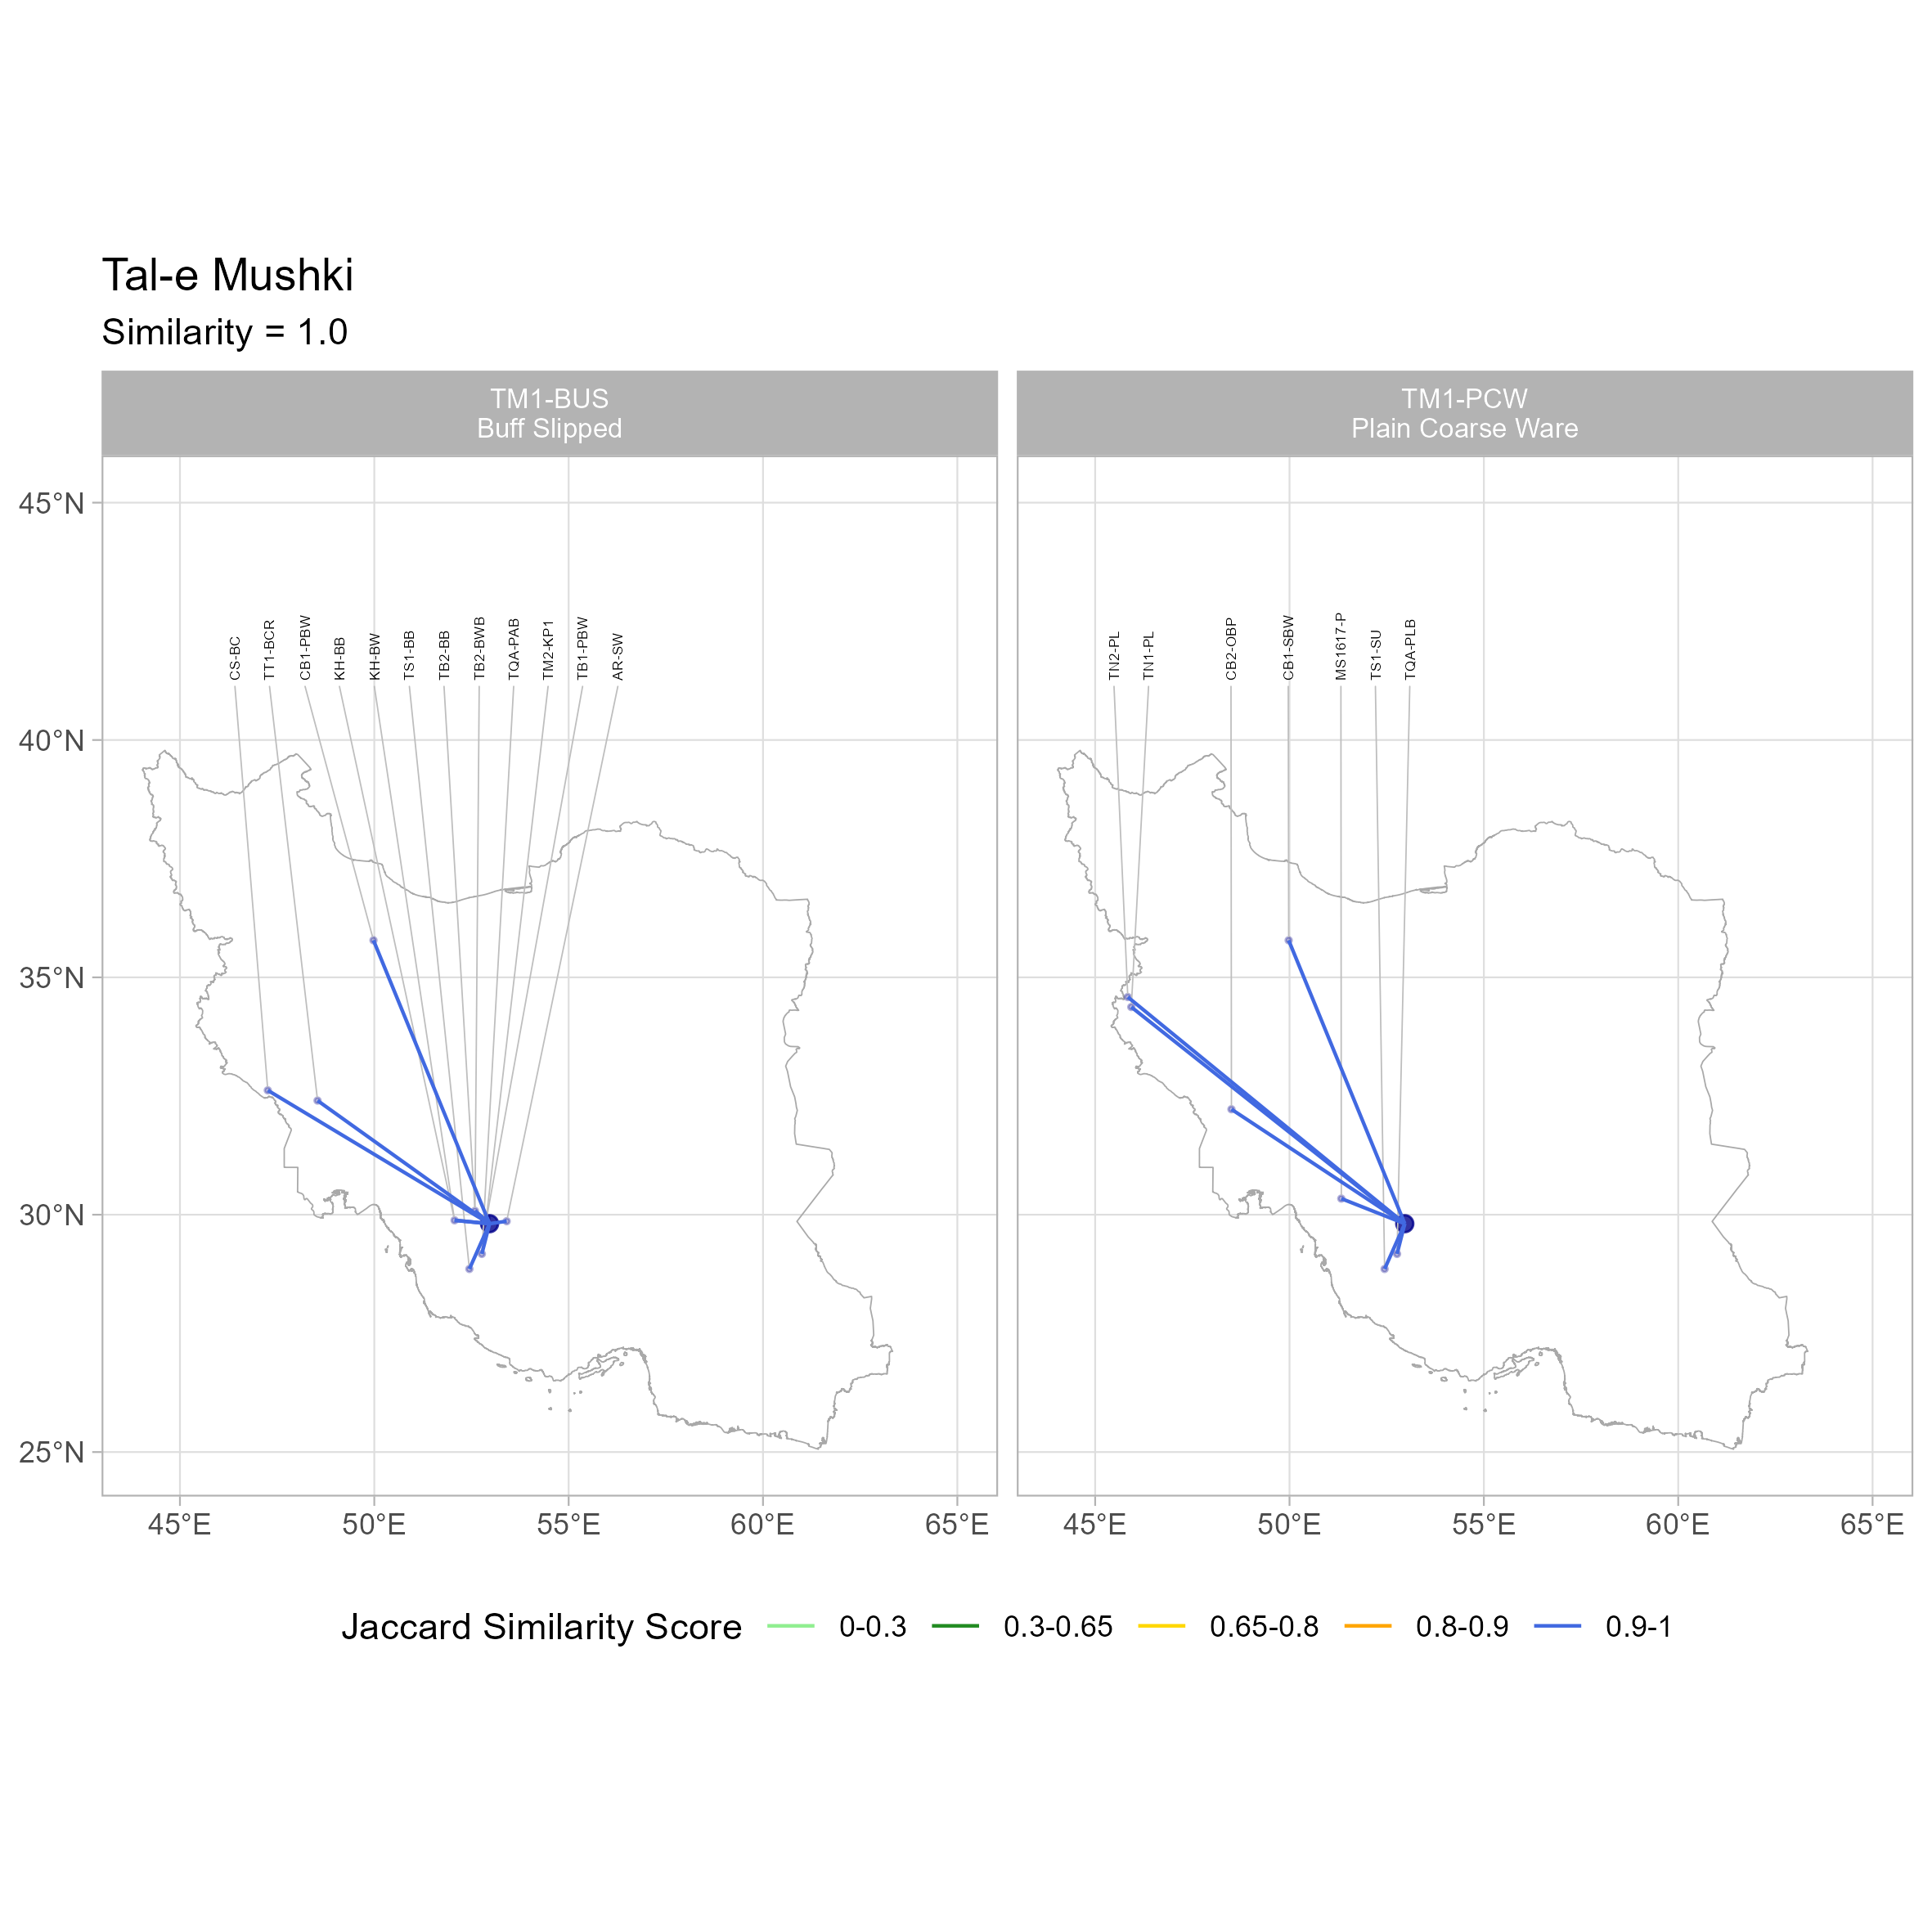 Tal-e Mushki
Similarity = 1.0
TM1-BUS
Buff Slipped
TM1-PCW
Plain Coarse Ware
45°N
40°N
35°N
30°N
25°N
CS-BC
TT1-BCR
CB1-PBW
KH-BB
KH-BW
TS1-BB
TB2-BB
TB2-BWB
TQA-PAB
TM2-KP1
TB1-PBW
AR-SW
TN2-PL
TN1-PL
CB2-OBP
CB1-SBW
MS1617-P
TS1-SU
TQA-PLB
45°E 50°E 55°E 60°E 65°E
45°E 50°E 55°E 60°E 65°E
Jaccard Similarity Score 0-0.3 0.3-0.65 0.65-0.8 0.8-0.9 0.9-1